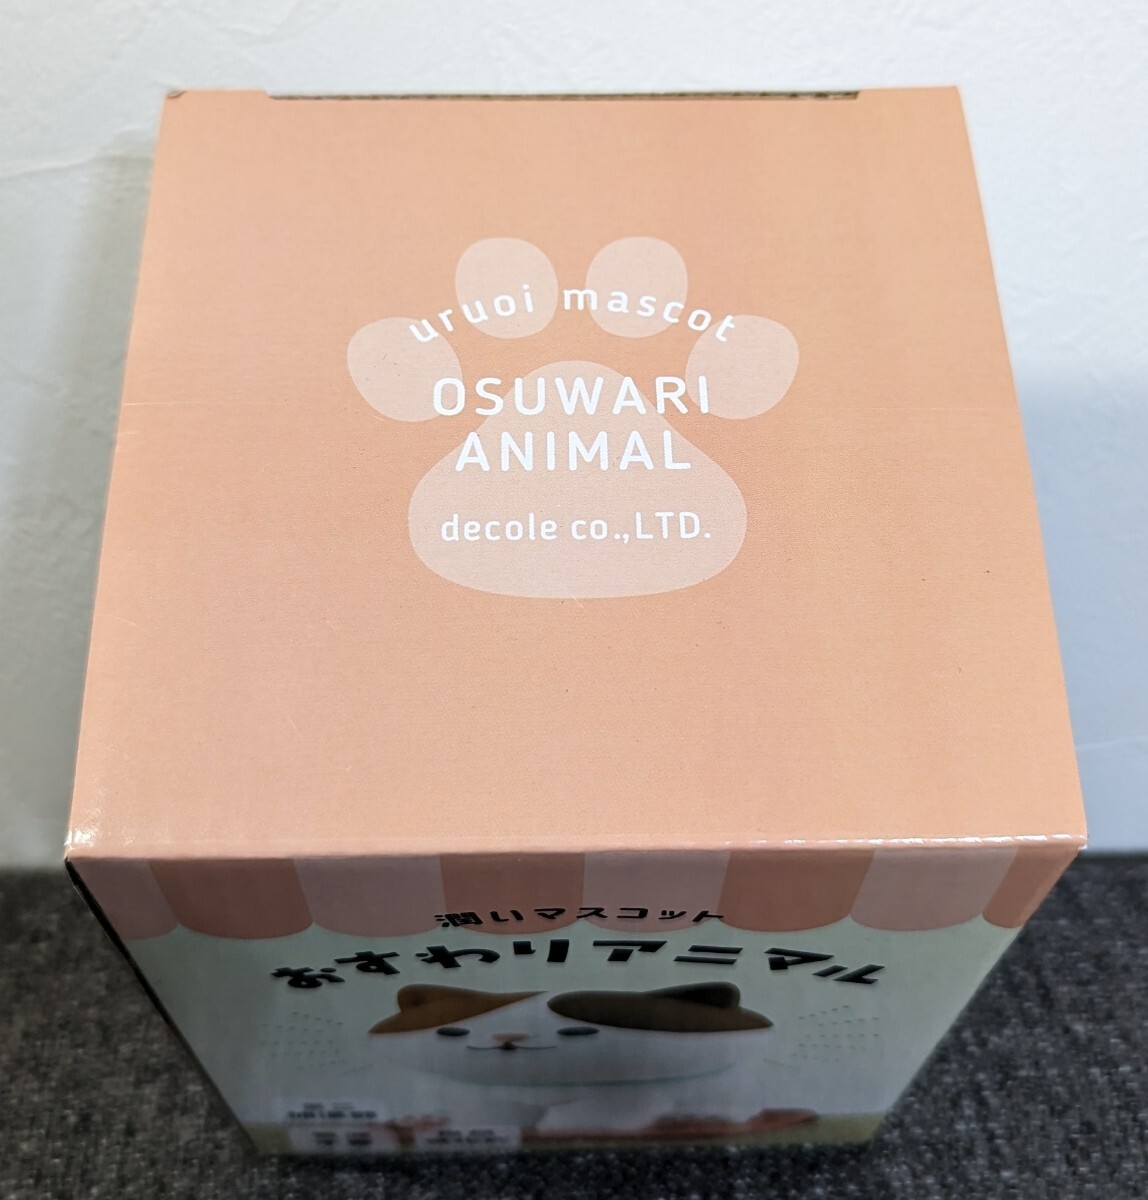 uruoi mascot
OSUWARI
ANIMAL
decole co.,LTD.
潤いマスコット
おすわりアニマル